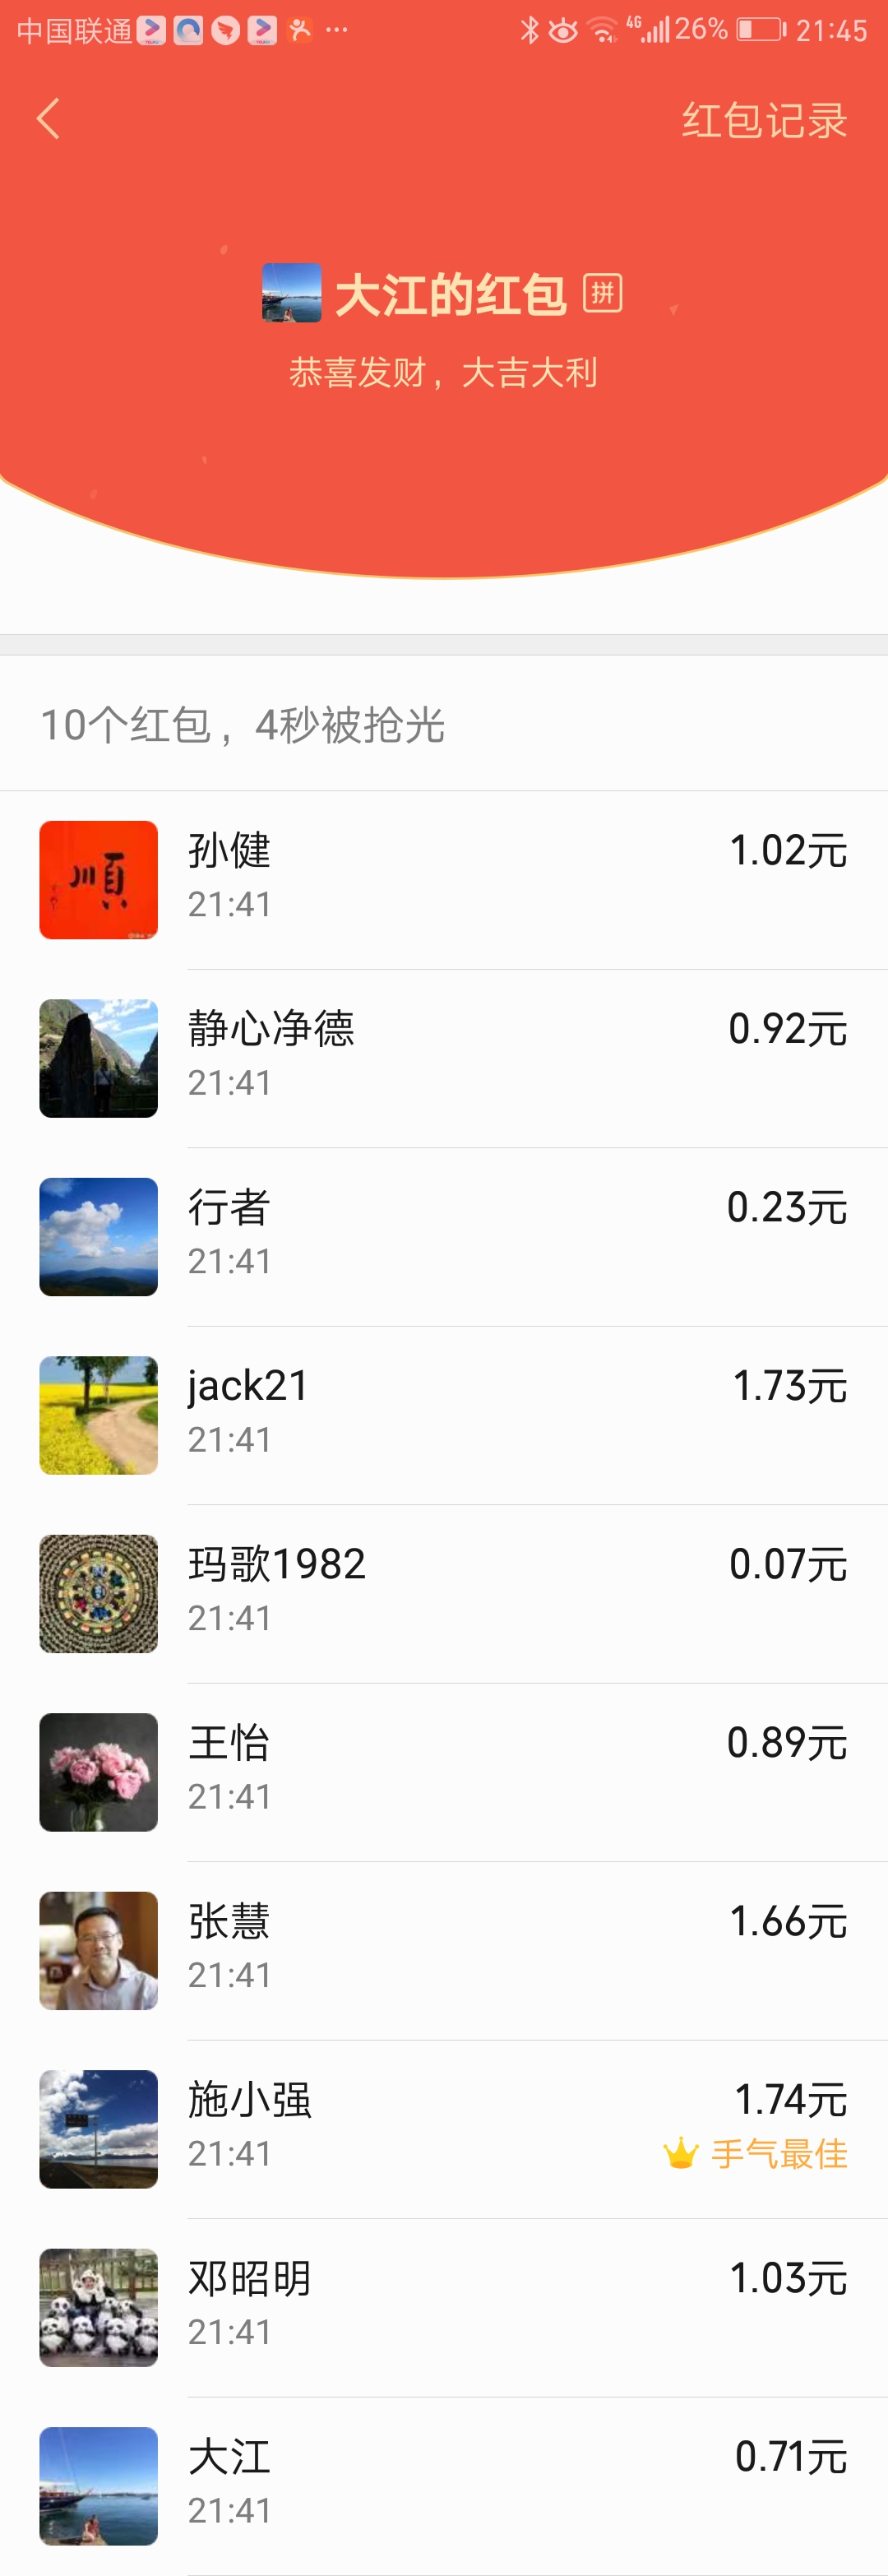 中国联通 4G 26% 21:45
红包记录
大江的红包 拼
恭喜发财，大吉大利
10个红包，4秒被抢光
順
孙健 1.02元
21:41
静心净德 0.92元
21:41
行者 0.23元
21:41
jack21 1.73元
21:41
玛歌1982 0.07元
21:41
王怡 0.89元
21:41
张慧 1.66元
21:41
施小强 1.74元
21:41 手气最佳
邓昭明 1.03元
21:41
大江 0.71元
21:41